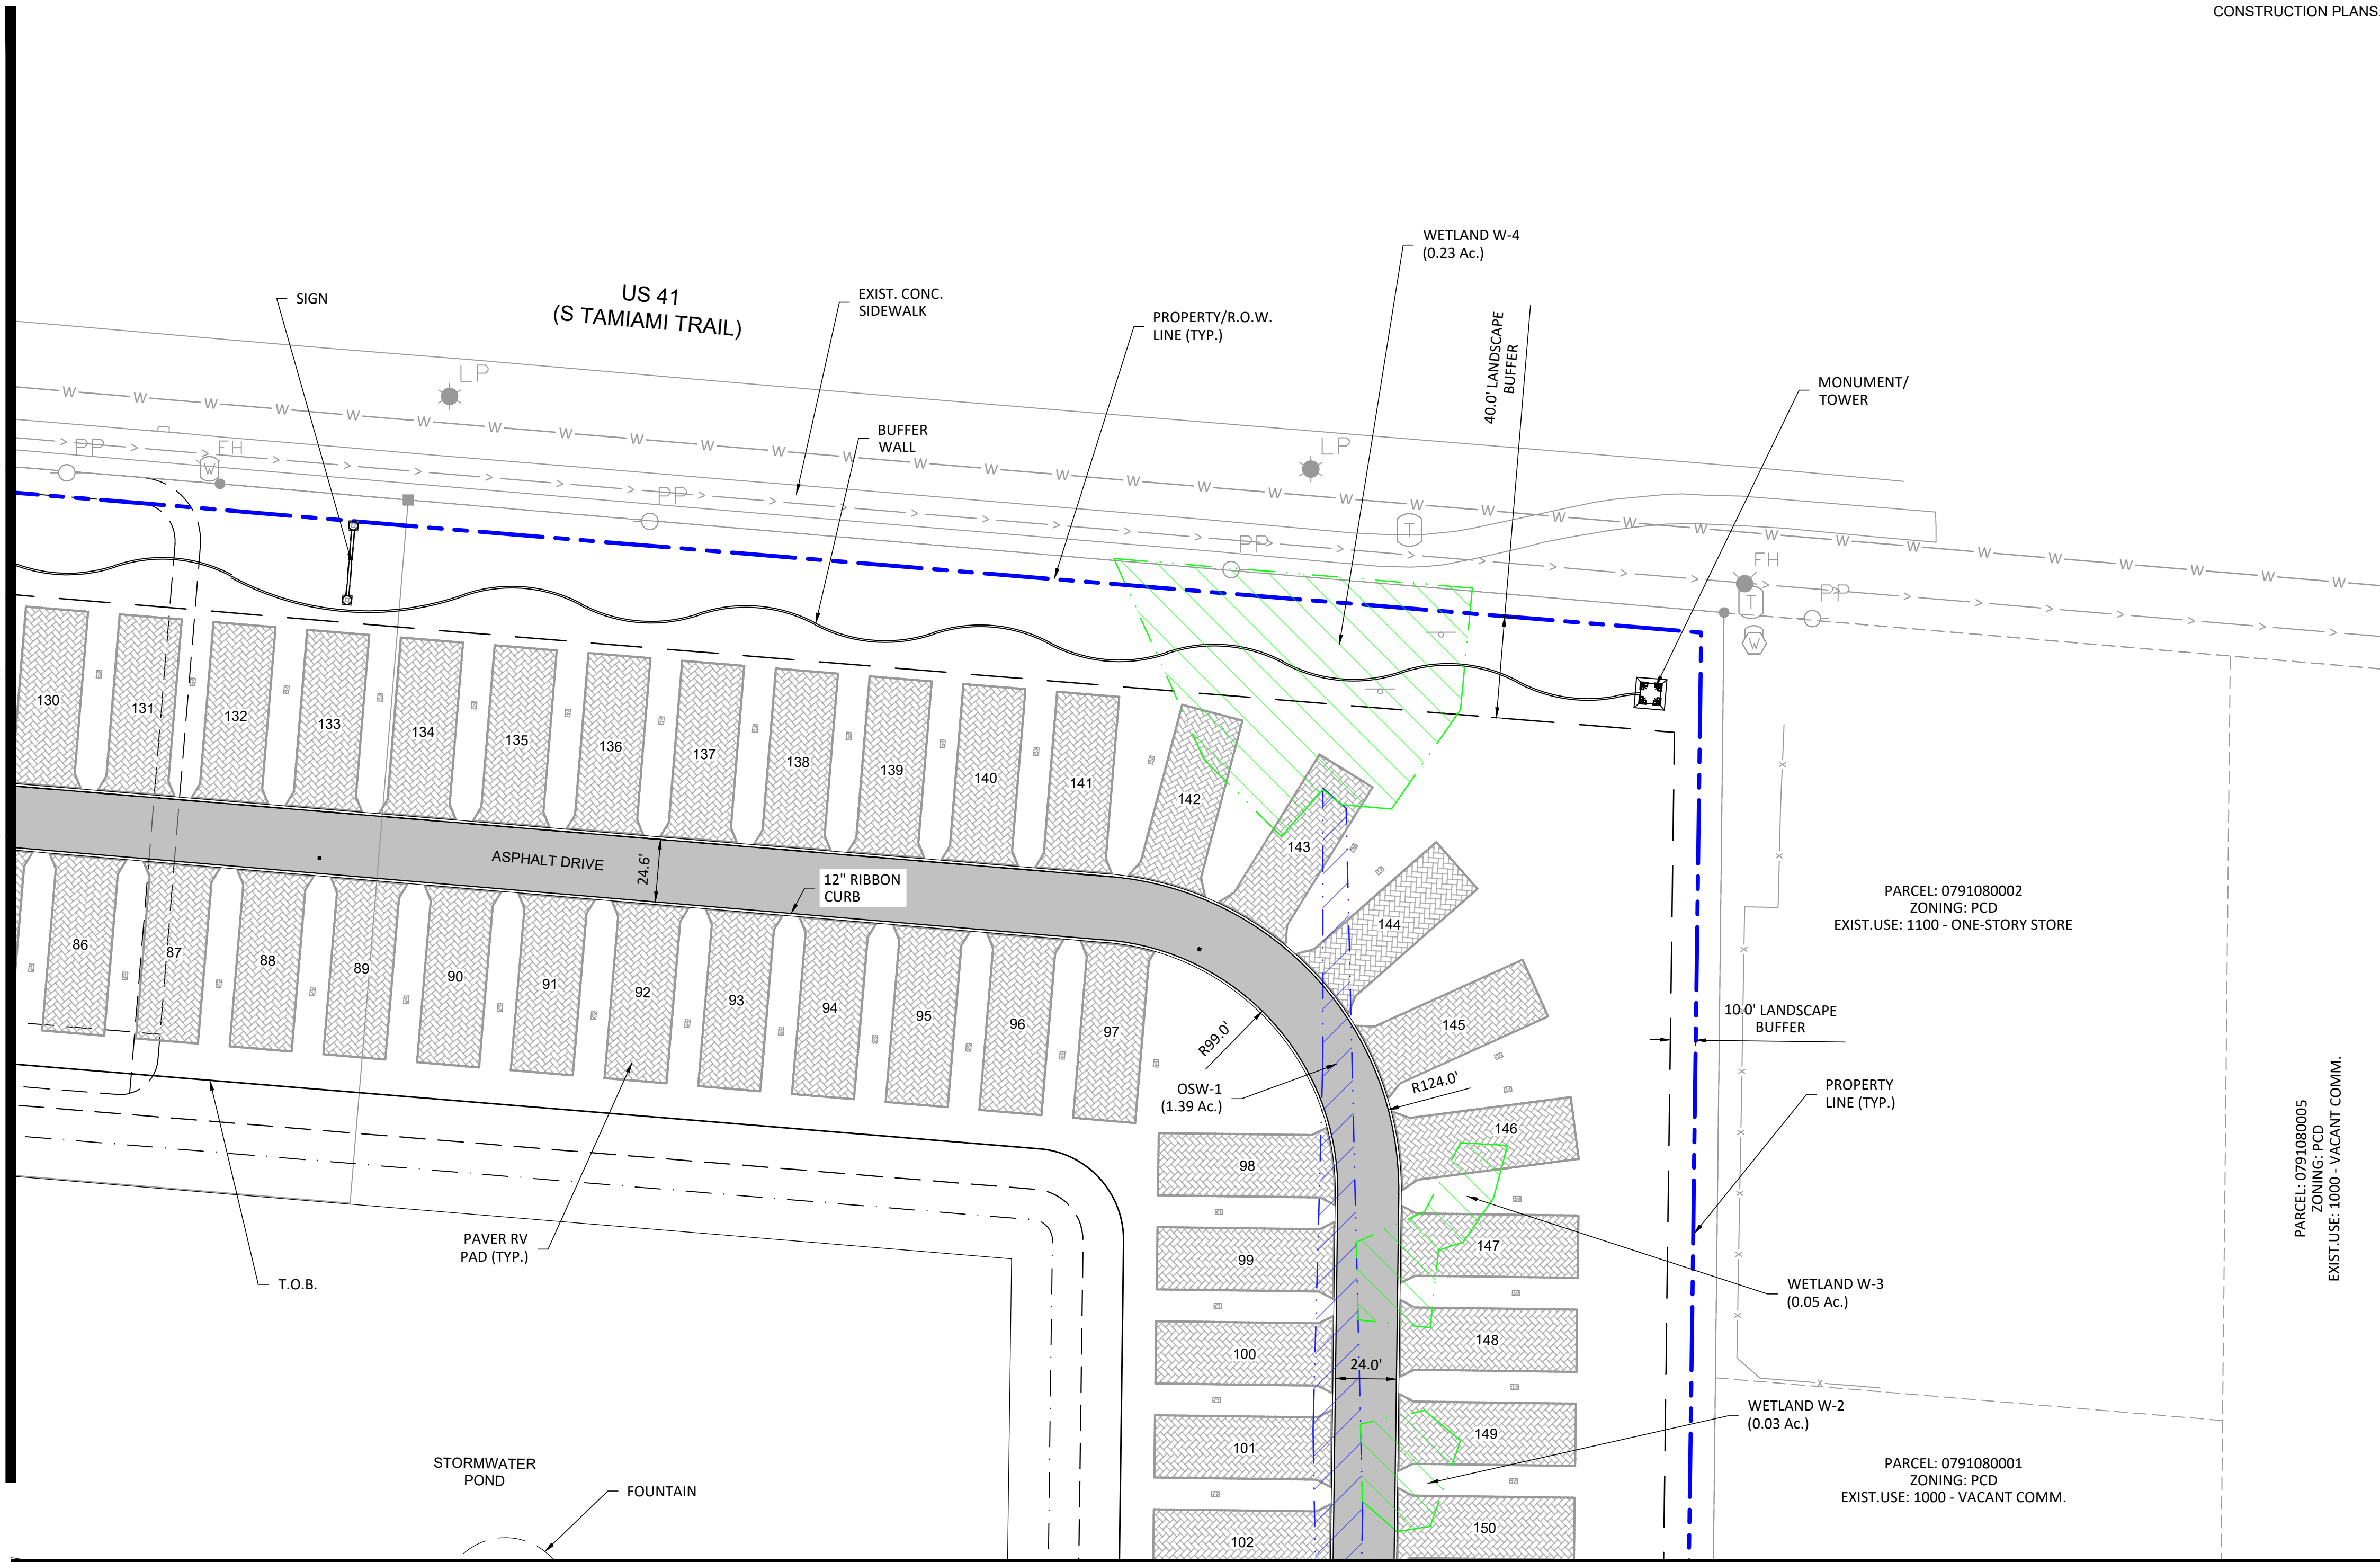 CONSTRUCTION PLANS
WETLAND W-4
(0.23 Ac.)
SIGN
US 41
(S TAMIAMI TRAIL)
EXIST. CONC.
SIDEWALK
PROPERTY/R.O.W.
LINE (TYP.)
40.0' LANDSCAPE
BUFFER
MONUMENT/
TOWER
LP
BUFFER
WALL
LP
W W W W W W W W W W W W W W W W W W W W W W W W W W W W W W W W W
PP
FH
W
PP
T
PP
FH
T
PP
W
130
131
132
133
134
135
136
137
138
139
140
141
142
143
144
145
146
147
148
149
150
ASPHALT DRIVE
24.6'
12" RIBBON
CURB
86
87
88
89
90
91
92
93
94
95
96
97
98
99
100
101
102
R99.0'
R124.0'
OSW-1
(1.39 Ac.)
24.0'
PARCEL: 0791080002
ZONING: PCD
EXIST.USE: 1100 - ONE-STORY STORE
10.0' LANDSCAPE
BUFFER
PROPERTY
LINE (TYP.)
PARCEL: 0791080005
ZONING: PCD
EXIST.USE: 1000 - VACANT COMM.
PAVER RV
PAD (TYP.)
T.O.B.
WETLAND W-3
(0.05 Ac.)
WETLAND W-2
(0.03 Ac.)
STORMWATER
POND
FOUNTAIN
PARCEL: 0791080001
ZONING: PCD
EXIST.USE: 1000 - VACANT COMM.